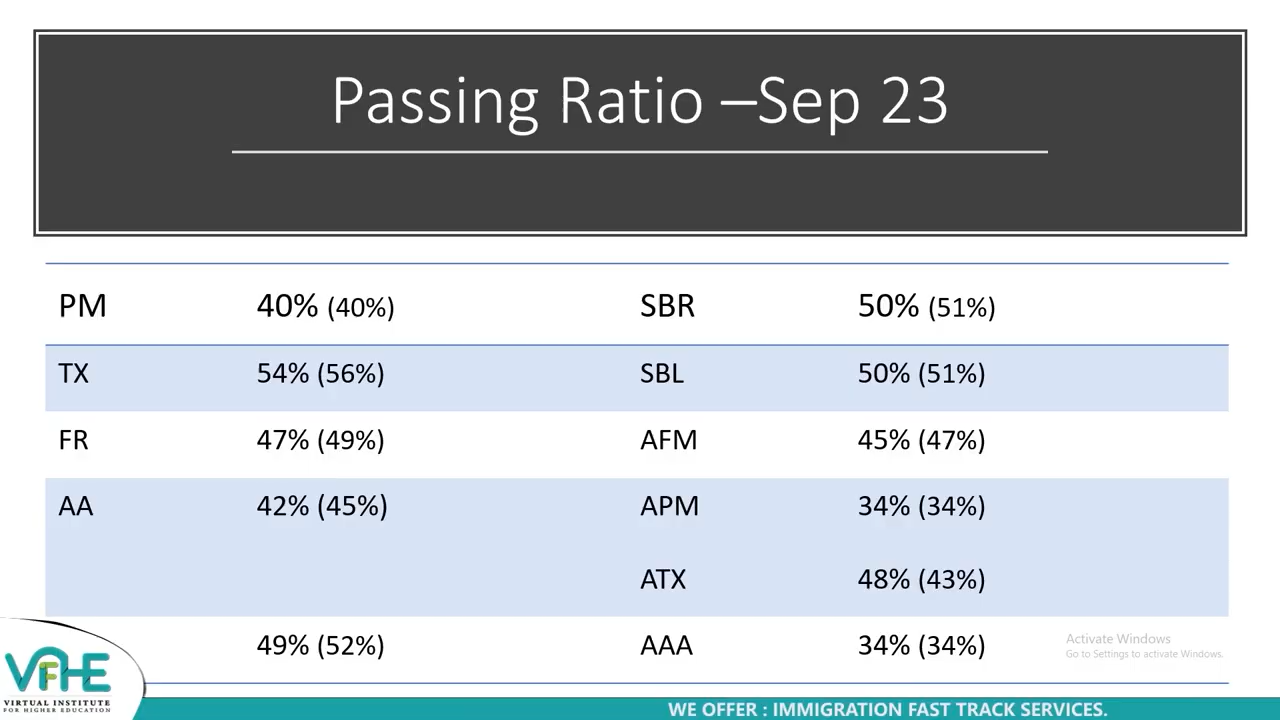 Passing Ratio –Sep 23
PM 40% (40%) SBR 50% (51%)
TX 54% (56%) SBL 50% (51%)
FR 47% (49%) AFM 45% (47%)
AA 42% (45%) APM 34% (34%)
ATX 48% (43%)
49% (52%) AAA 34% (34%)
Activate Windows
Go to Settings to activate Windows.
VIFHE
VIRTUAL INSTITUTE
FOR HIGHER EDUCATION
WE OFFER : IMMIGRATION FAST TRACK SERVICES.